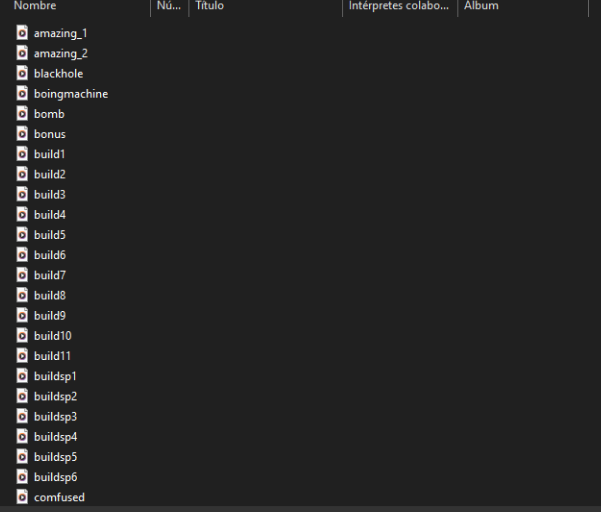 Nombre Nú... Título Intérpretes colabo... Álbum
amazing_1
amazing_2
blackhole
boingmachine
bomb
bonus
build1
build2
build3
build4
build5
build6
build7
build8
build9
build10
build11
buildsp1
buildsp2
buildsp3
buildsp4
buildsp5
buildsp6
comfused